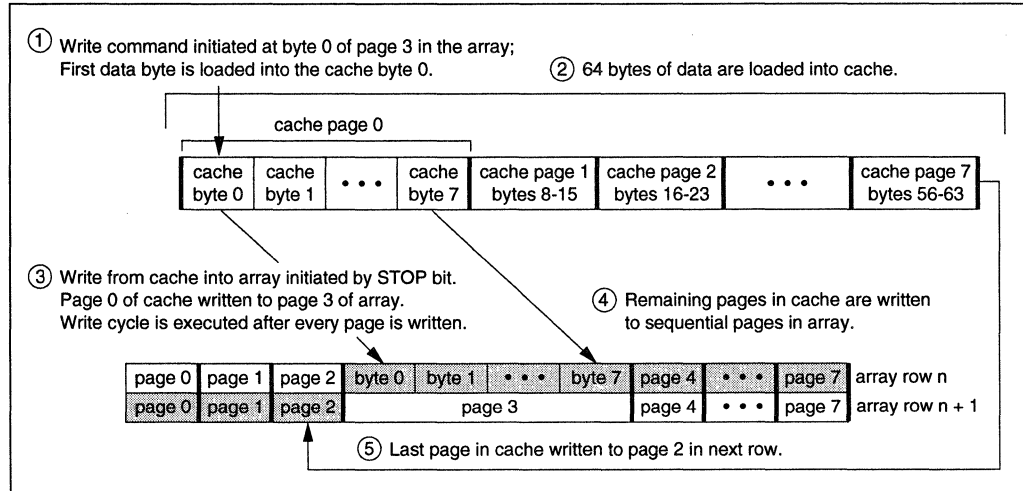 ① Write command initiated at byte 0 of page 3 in the array;
First data byte is loaded into the cache byte 0.
② 64 bytes of data are loaded into cache.
cache page 0
cache byte 0
cache byte 1
• • •
cache byte 7
cache page 1 bytes 8-15
cache page 2 bytes 16-23
• • •
cache page 7 bytes 56-63
③ Write from cache into array initiated by STOP bit.
Page 0 of cache written to page 3 of array.
Write cycle is executed after every page is written.
④ Remaining pages in cache are written
to sequential pages in array.
page 0 page 1 page 2 byte 0 byte 1 • • • byte 7 page 4 • • • page 7 array row n
page 0 page 1 page 2 page 3 page 4 • • • page 7 array row n + 1
⑤ Last page in cache written to page 2 in next row.